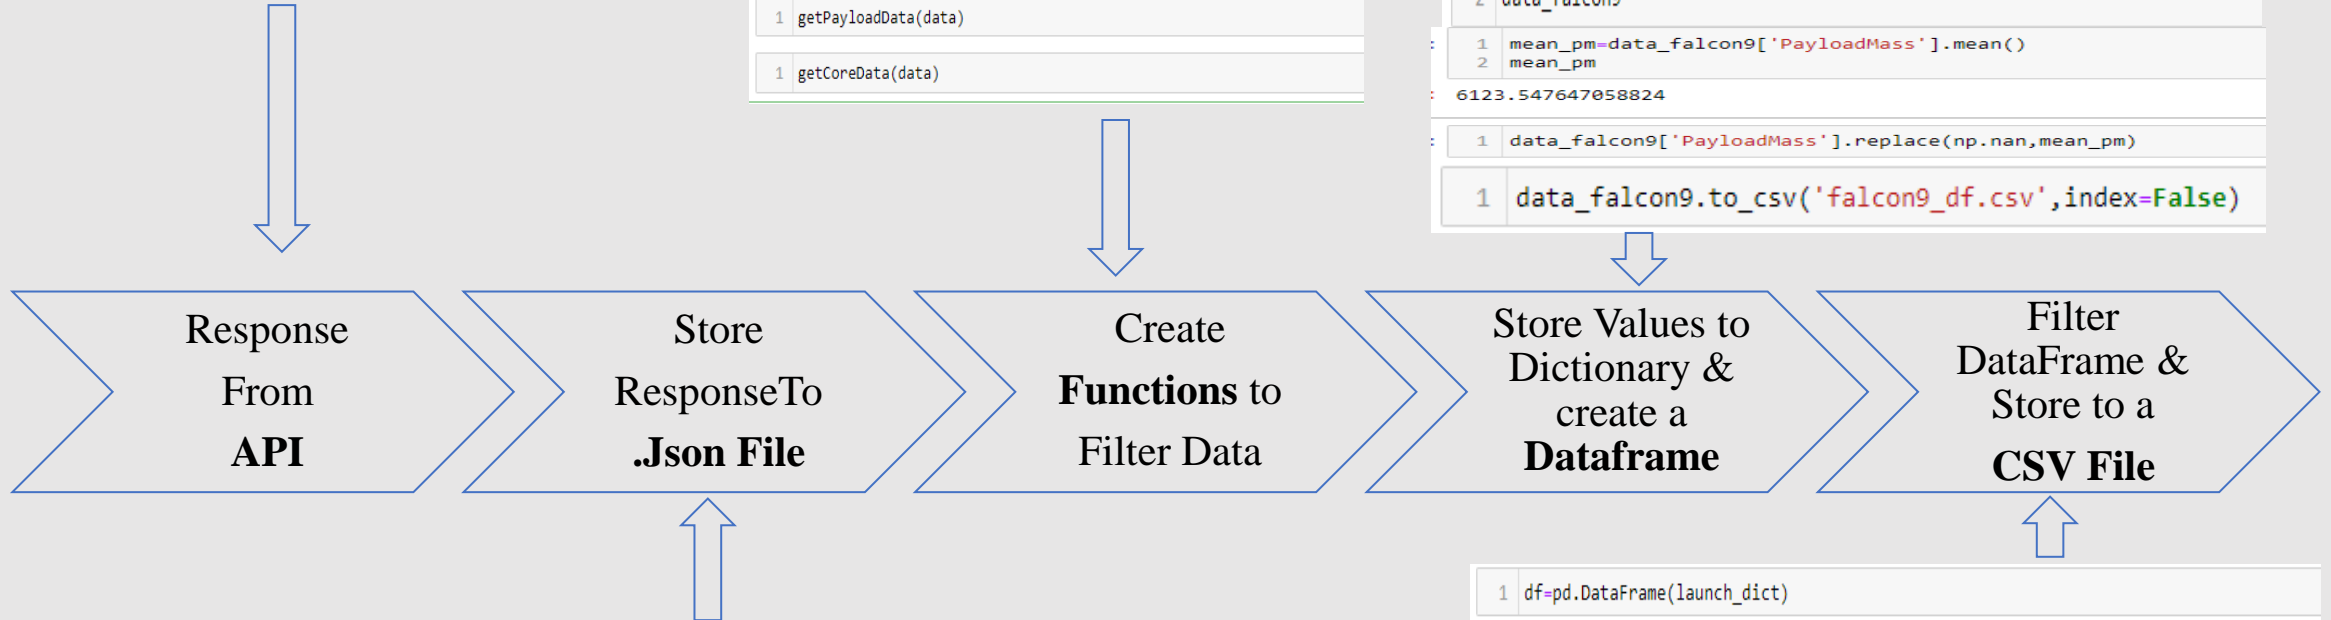 1 getPayloadData(data)
1 getCoreData(data)
2 data_falcon9
1 mean_pm=data_falcon9['PayloadMass'].mean()
2 mean_pm
6123.547647058824
1 data_falcon9['PayloadMass'].replace(np.nan,mean_pm)
1 data_falcon9.to_csv('falcon9_df.csv',index=False)
Response
From
API
Store
ResponseTo
.Json File
Create
Functions to
Filter Data
Store Values to
Dictionary &
create a
Dataframe
Filter
DataFrame &
Store to a
CSV File
1 df=pd.DataFrame(launch_dict)